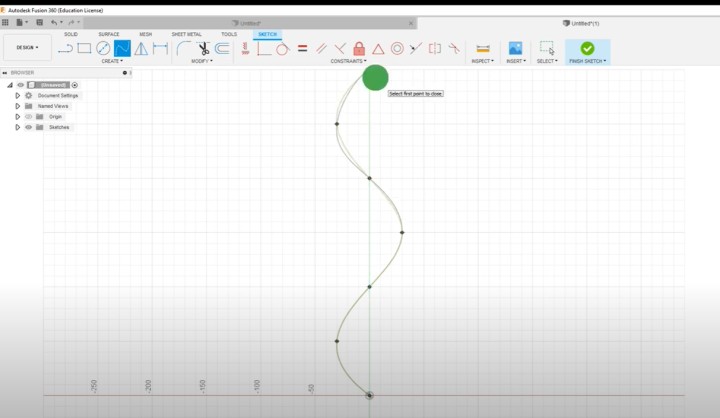 Autodesk Fusion 360 (Education License)
Untitled*
Untitled*(1)
SOLID SURFACE MESH SHEET METAL TOOLS SKETCH
DESIGN
CREATE MODIFY CONSTRAINTS INSPECT INSERT SELECT FINISH SKETCH
BROWSER
(Unsaved)
Document Settings
Named Views
Origin
Sketches
Select first point to close
-250
-200
-150
-100
-50